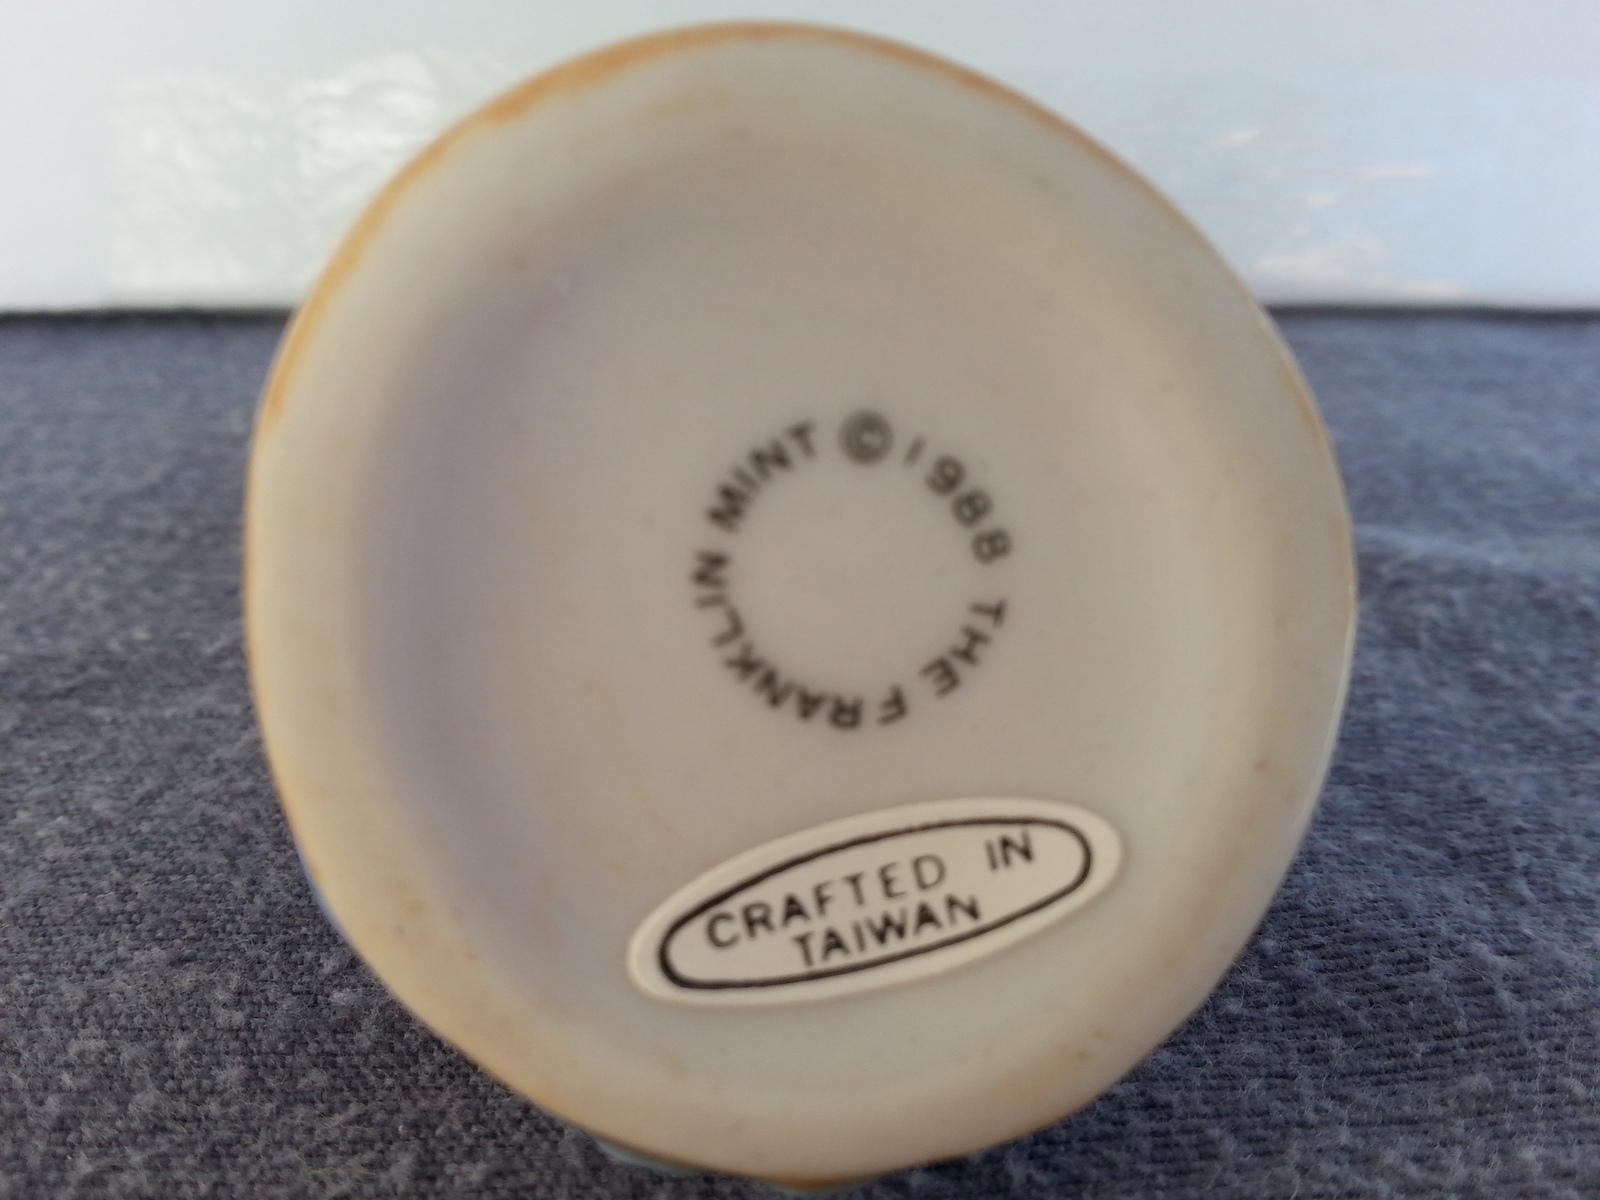 © 1988 THE FRANKLIN MINT
CRAFTED IN
TAIWAN